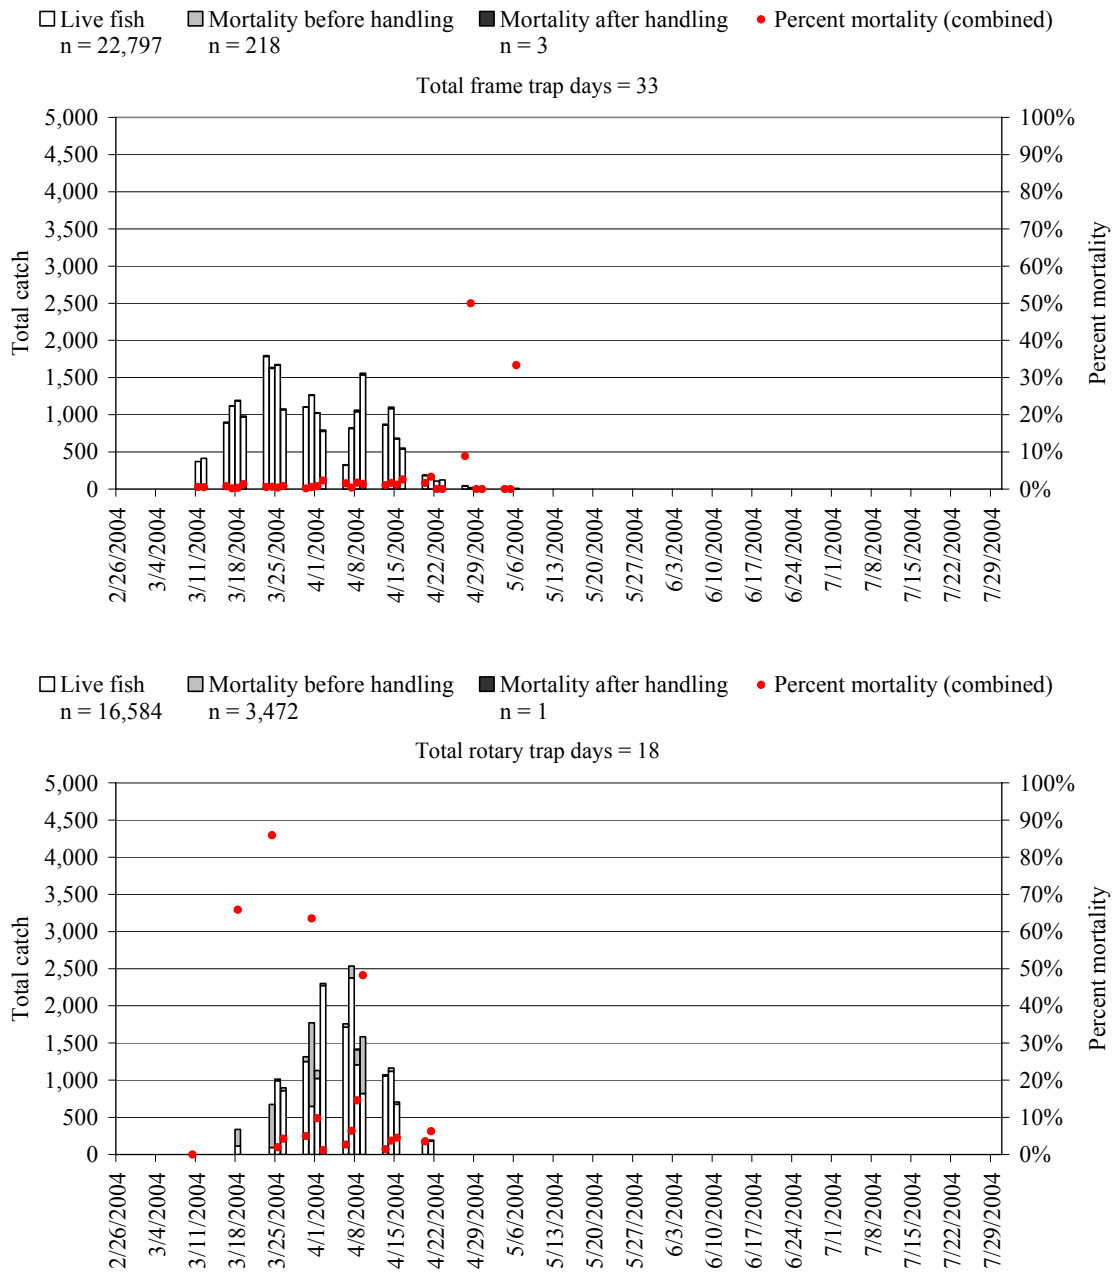 Live fish Mortality before handling Mortality after handling Percent mortality (combined)
n = 22,797 n = 218 n = 3
Total frame trap days = 33
5,000 100%
4,500 90%
4,000 80%
3,500 70%
3,000 60%
2,500 50%
2,000 40%
1,500 30%
1,000 20%
500 10%
0 0%
Total catch
Percent mortality
2/26/2004 3/4/2004 3/11/2004 3/18/2004 3/25/2004 4/1/2004 4/8/2004 4/15/2004 4/22/2004 4/29/2004 5/6/2004 5/13/2004 5/20/2004 5/27/2004 6/3/2004 6/10/2004 6/17/2004 6/24/2004 7/1/2004 7/8/2004 7/15/2004 7/22/2004 7/29/2004
Live fish Mortality before handling Mortality after handling Percent mortality (combined)
n = 16,584 n = 3,472 n = 1
Total rotary trap days = 18
5,000 100%
4,500 90%
4,000 80%
3,500 70%
3,000 60%
2,500 50%
2,000 40%
1,500 30%
1,000 20%
500 10%
0 0%
Total catch
Percent mortality
2/26/2004 3/4/2004 3/11/2004 3/18/2004 3/25/2004 4/1/2004 4/8/2004 4/15/2004 4/22/2004 4/29/2004 5/6/2004 5/13/2004 5/20/2004 5/27/2004 6/3/2004 6/10/2004 6/17/2004 6/24/2004 7/1/2004 7/8/2004 7/15/2004 7/22/2004 7/29/2004